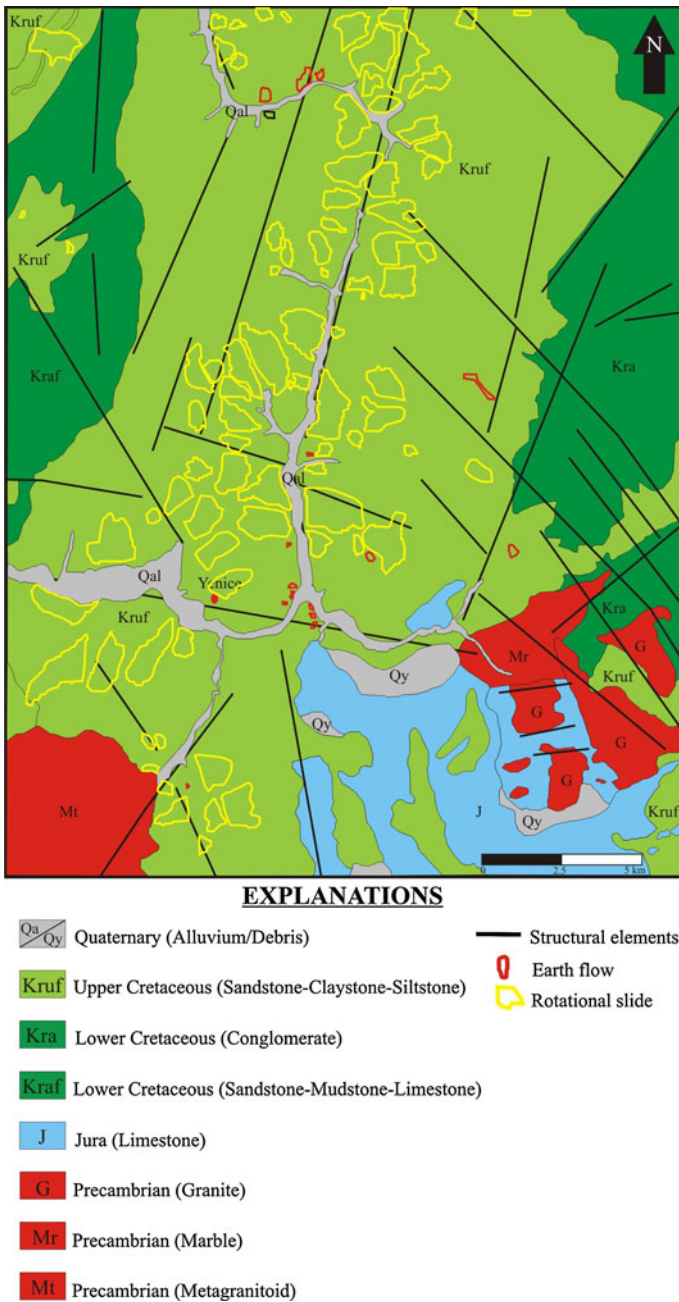 Kruf
N
Qal
Kruf
Kruf
Kraf
Kra
Qal
Qal
Yenice
Kruf
Kra
G
Mr
Kruf
Qy
G
G
Qy
G
Mt
J
Qy
Kruf
0 2.5 5 km
EXPLANATIONS
Qa Qy Quaternary (Alluvium/Debris)
Structural elements
Kruf Upper Cretaceous (Sandstone-Claystone-Siltstone)
Earth flow
Rotational slide
Kra Lower Cretaceous (Conglomerate)
Kraf Lower Cretaceous (Sandstone-Mudstone-Limestone)
J Jura (Limestone)
G Precambrian (Granite)
Mr Precambrian (Marble)
Mt Precambrian (Metagranitoid)